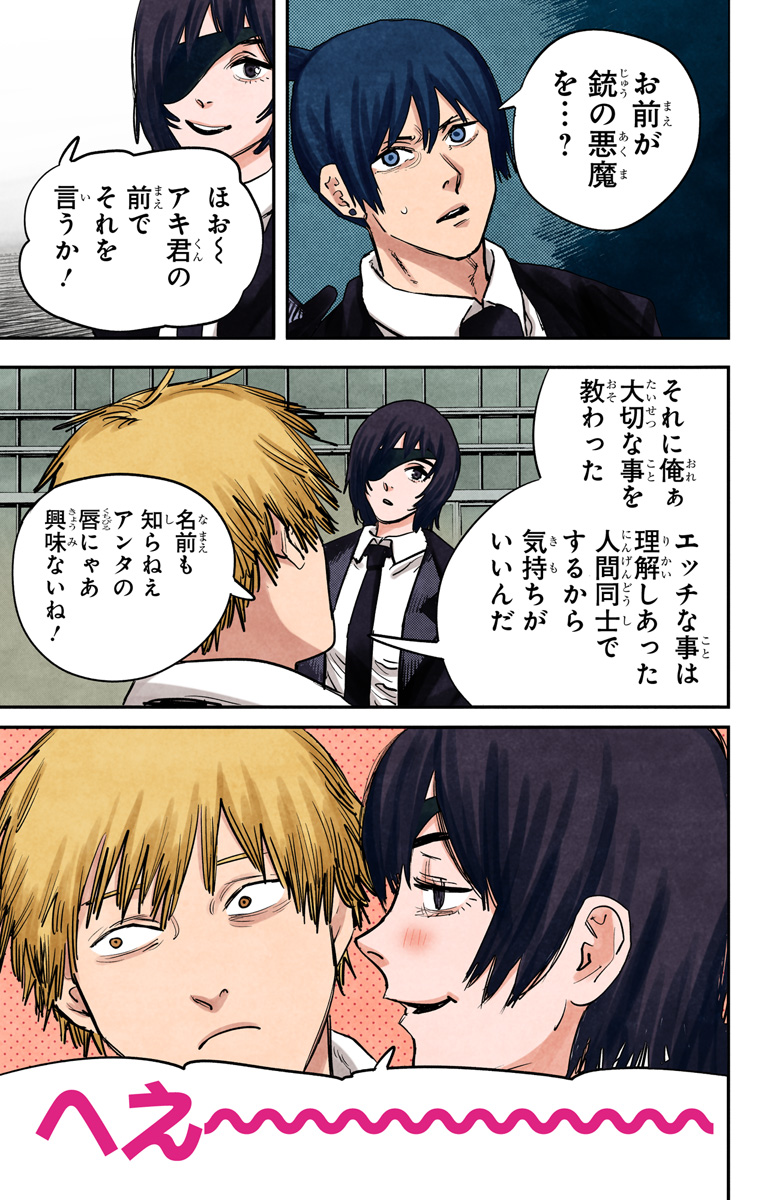 お前が
銃の悪魔
を…?
ほお〜
アキ君の
前で
それを
言うか!
それに俺ぁ
大切な事を
教わった
エッチな事は
理解しあった
人間同士で
するから
気持ちが
いいんだ
名前も
知らねえ
アンタの
唇にゃあ
興味ないね!
へえ〜〜〜〜〜〜〜〜〜〜〜〜